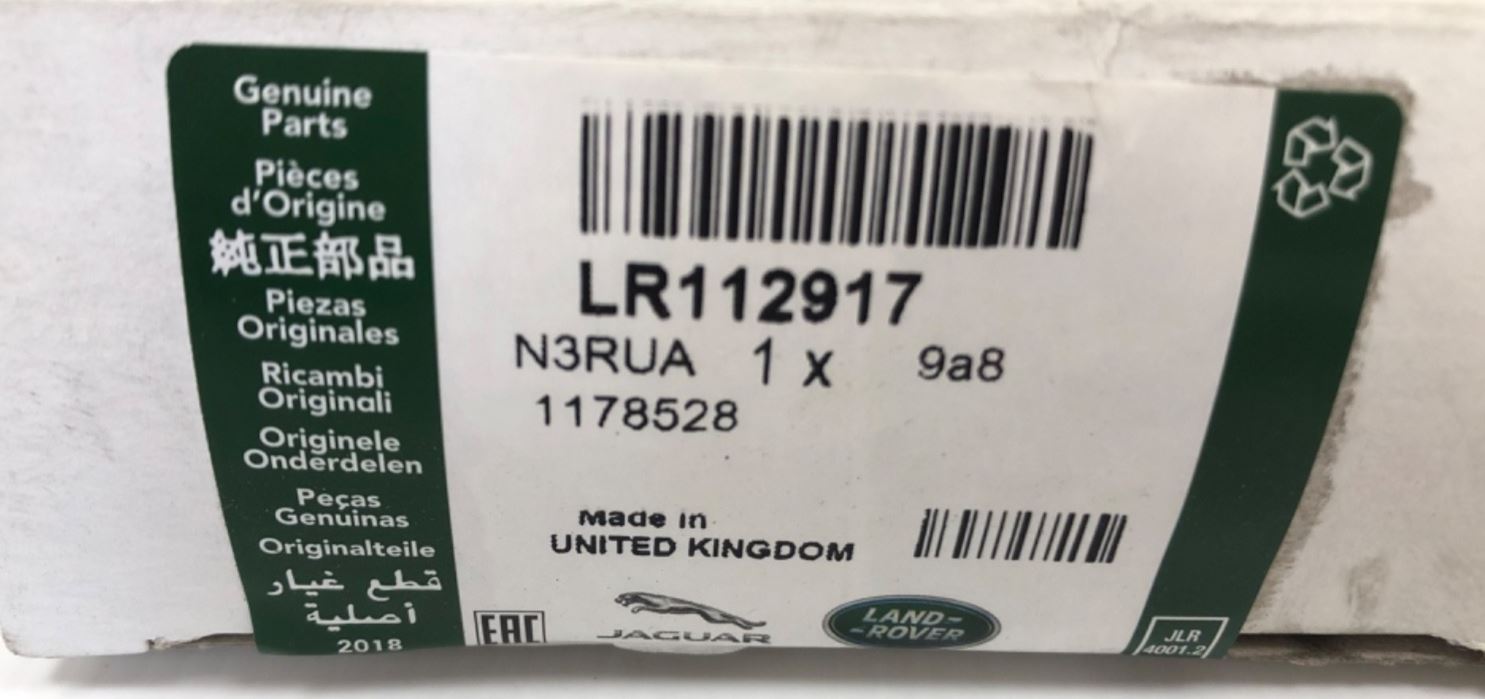 Genuine
Parts
Pièces
d'Origine
純正部品
Piezas
Originales
Ricambi
Originali
Originele
Onderdelen
Peças
Genuinas
Originalteile
قطع غيار
أصلية
2018
LR112917
N3RUA 1 x 9a8
1178528
Made in
UNITED KINGDOM
EAC
JAGUAR
LAND-
-ROVER
JLR
4001.2